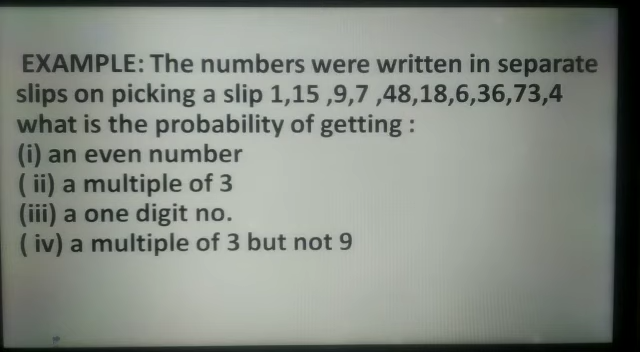 EXAMPLE: The numbers were written in separate
slips on picking a slip 1,15 ,9,7 ,48,18,6,36,73,4
what is the probability of getting :
(i) an even number
( ii) a multiple of 3
(iii) a one digit no.
( iv) a multiple of 3 but not 9